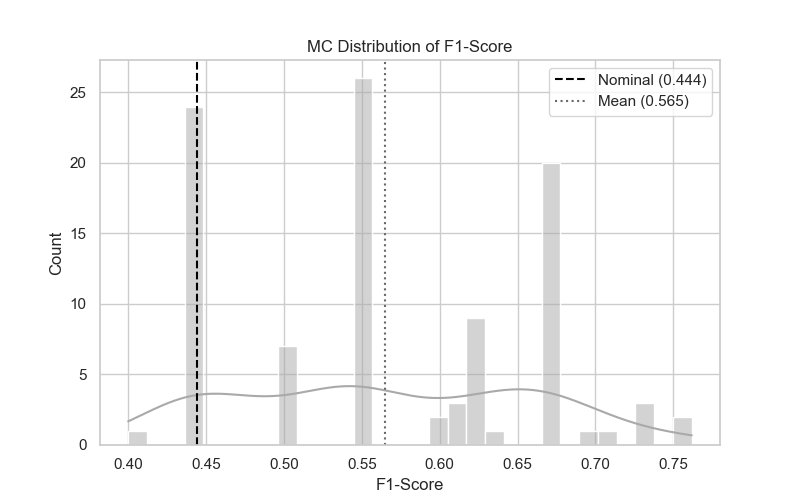 MC Distribution of F1-Score
Nominal (0.444)
Mean (0.565)
25
20
15
10
5
0
Count
0.40 0.45 0.50 0.55 0.60 0.65 0.70 0.75
F1-Score